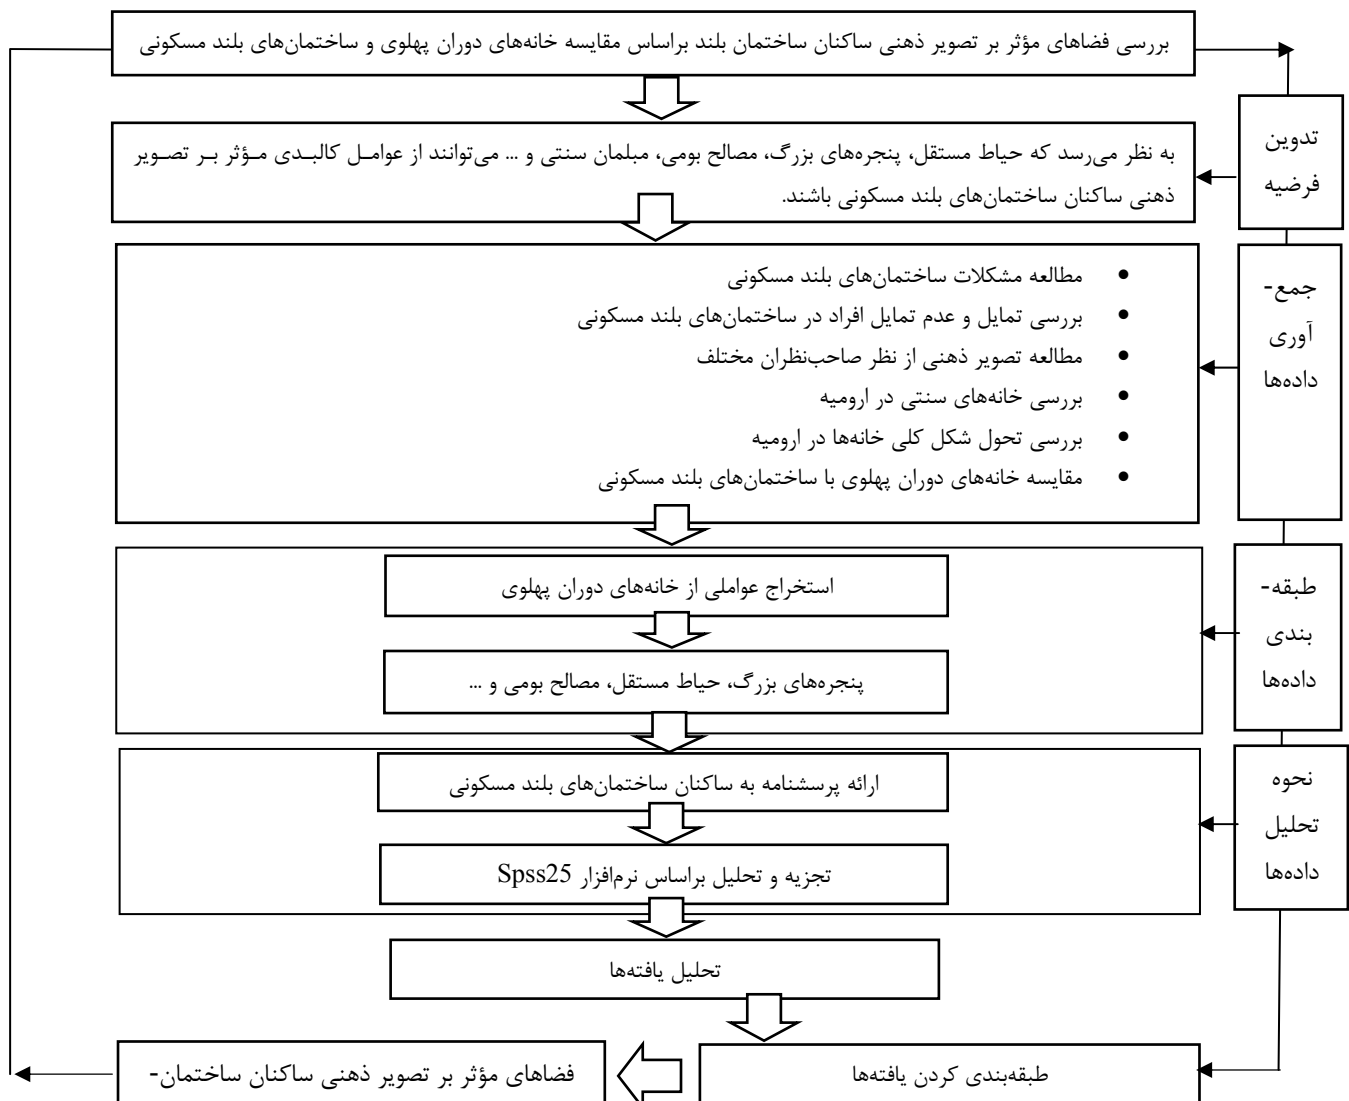 بررسی فضاهای مؤثر بر تصویر ذهنی ساکنان ساختمان بلند براساس مقایسه خانه‌های دوران پهلوی و ساختمان‌های بلند مسکونی
تدوین
فرضیه
به نظر می‌رسد که حیاط مستقل، پنجره‌های بزرگ، مصالح بومی، مبلمان سنتی و ... می‌توانند از عوامل کالبدی مؤثر بر تصویر
ذهنی ساکنان ساختمان‌های بلند مسکونی باشند.
جمع-
آوری
داده‌ها
• مطالعه مشکلات ساختمان‌های بلند مسکونی
• بررسی تمایل و عدم تمایل افراد در ساختمان‌های بلند مسکونی
• مطالعه تصویر ذهنی از نظر صاحب‌نظران مختلف
• بررسی خانه‌های سنتی در ارومیه
• بررسی تحول شکل کلی خانه‌ها در ارومیه
• مقایسه خانه‌های دوران پهلوی با ساختمان‌های بلند مسکونی
طبقه-
بندی
داده‌ها
استخراج عواملی از خانه‌های دوران پهلوی
پنجره‌های بزرگ، حیاط مستقل، مصالح بومی و ...
نحوه
تحلیل
داده‌ها
ارائه پرسشنامه به ساکنان ساختمان‌های بلند مسکونی
تجزیه و تحلیل براساس نرم‌افزار Spss25
تحلیل یافته‌ها
طبقه‌بندی کردن یافته‌ها
فضاهای مؤثر بر تصویر ذهنی ساکنان ساختمان-